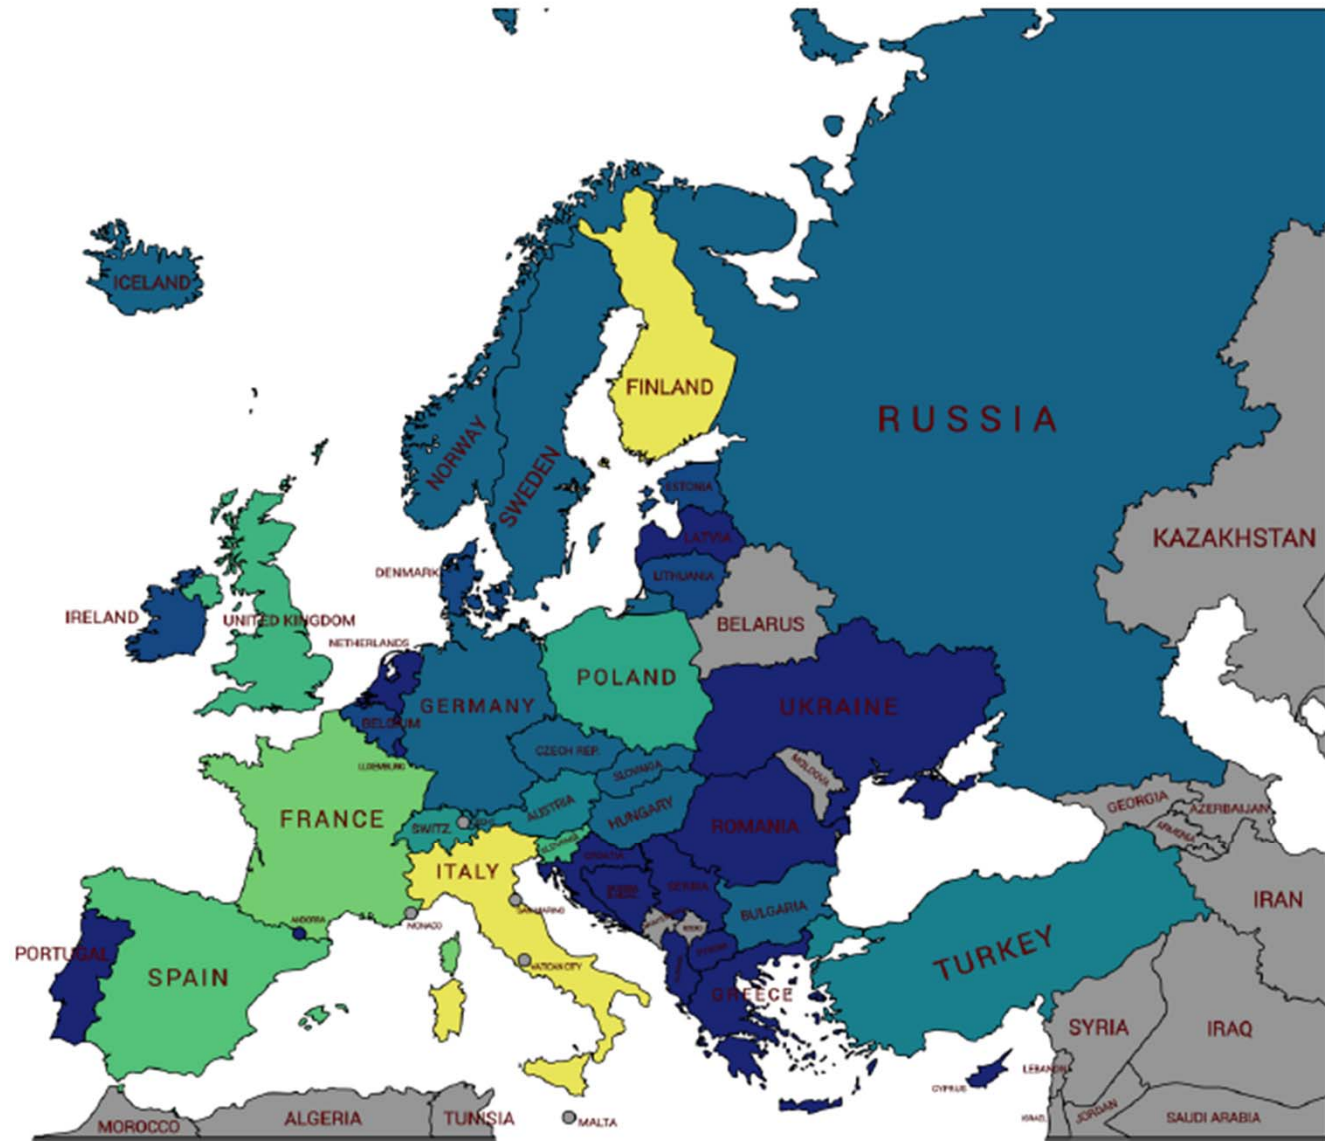 ICELAND
FINLAND
RUSSIA
NORWAY
SWEDEN
ESTONIA
LATVIA
KAZAKHSTAN
DENMARK
LITHUANIA
IRELAND
UNITED KINGDOM
BELARUS
NETHERLANDS
POLAND
GERMANY
UKRAINE
BELGIUM
CZECH REP.
LUXEMBURG
SLOVAKIA
MOLDOVA
FRANCE
SWITZ.
AUSTRIA
HUNGARY
GEORGIA
AZERBAIJAN
ROMANIA
ARMENIA
SLOVENIA
CROATIA
ITALY
SERBIA
IRAN
SAN MARINO
ANDORRA
MONACO
BULGARIA
PORTUGAL
SPAIN
VATICAN CITY
TURKEY
GREECE
SYRIA
IRAQ
LEBANON
CYPRUS
MOROCCO
ALGERIA
TUNISIA
MALTA
ISRAEL
JORDAN
SAUDI ARABIA